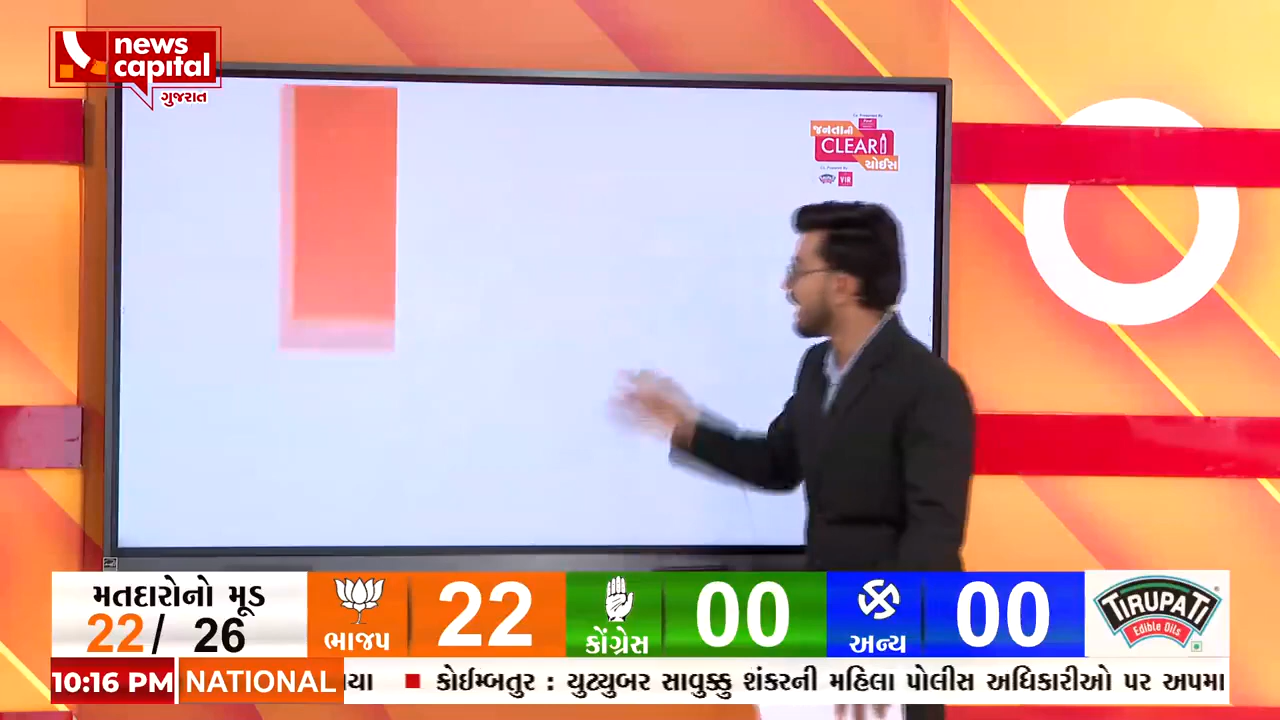 news
capital
ગુજરાત
જનતાની
CLEAR
ચોઈસ
VIR
મતદારોનો મૂડ
22/ 26
ભાજપ
22
કોંગ્રેસ
00
અન્ય
00
TIRUPATI
Edible Oils
10:16 PM
NATIONAL
યા ■ કોઈમ્બતુર : યુટ્યુબર સાવુક્કુ શંકરની મહિલા પોલીસ અધિકારીઓ પર અપમા